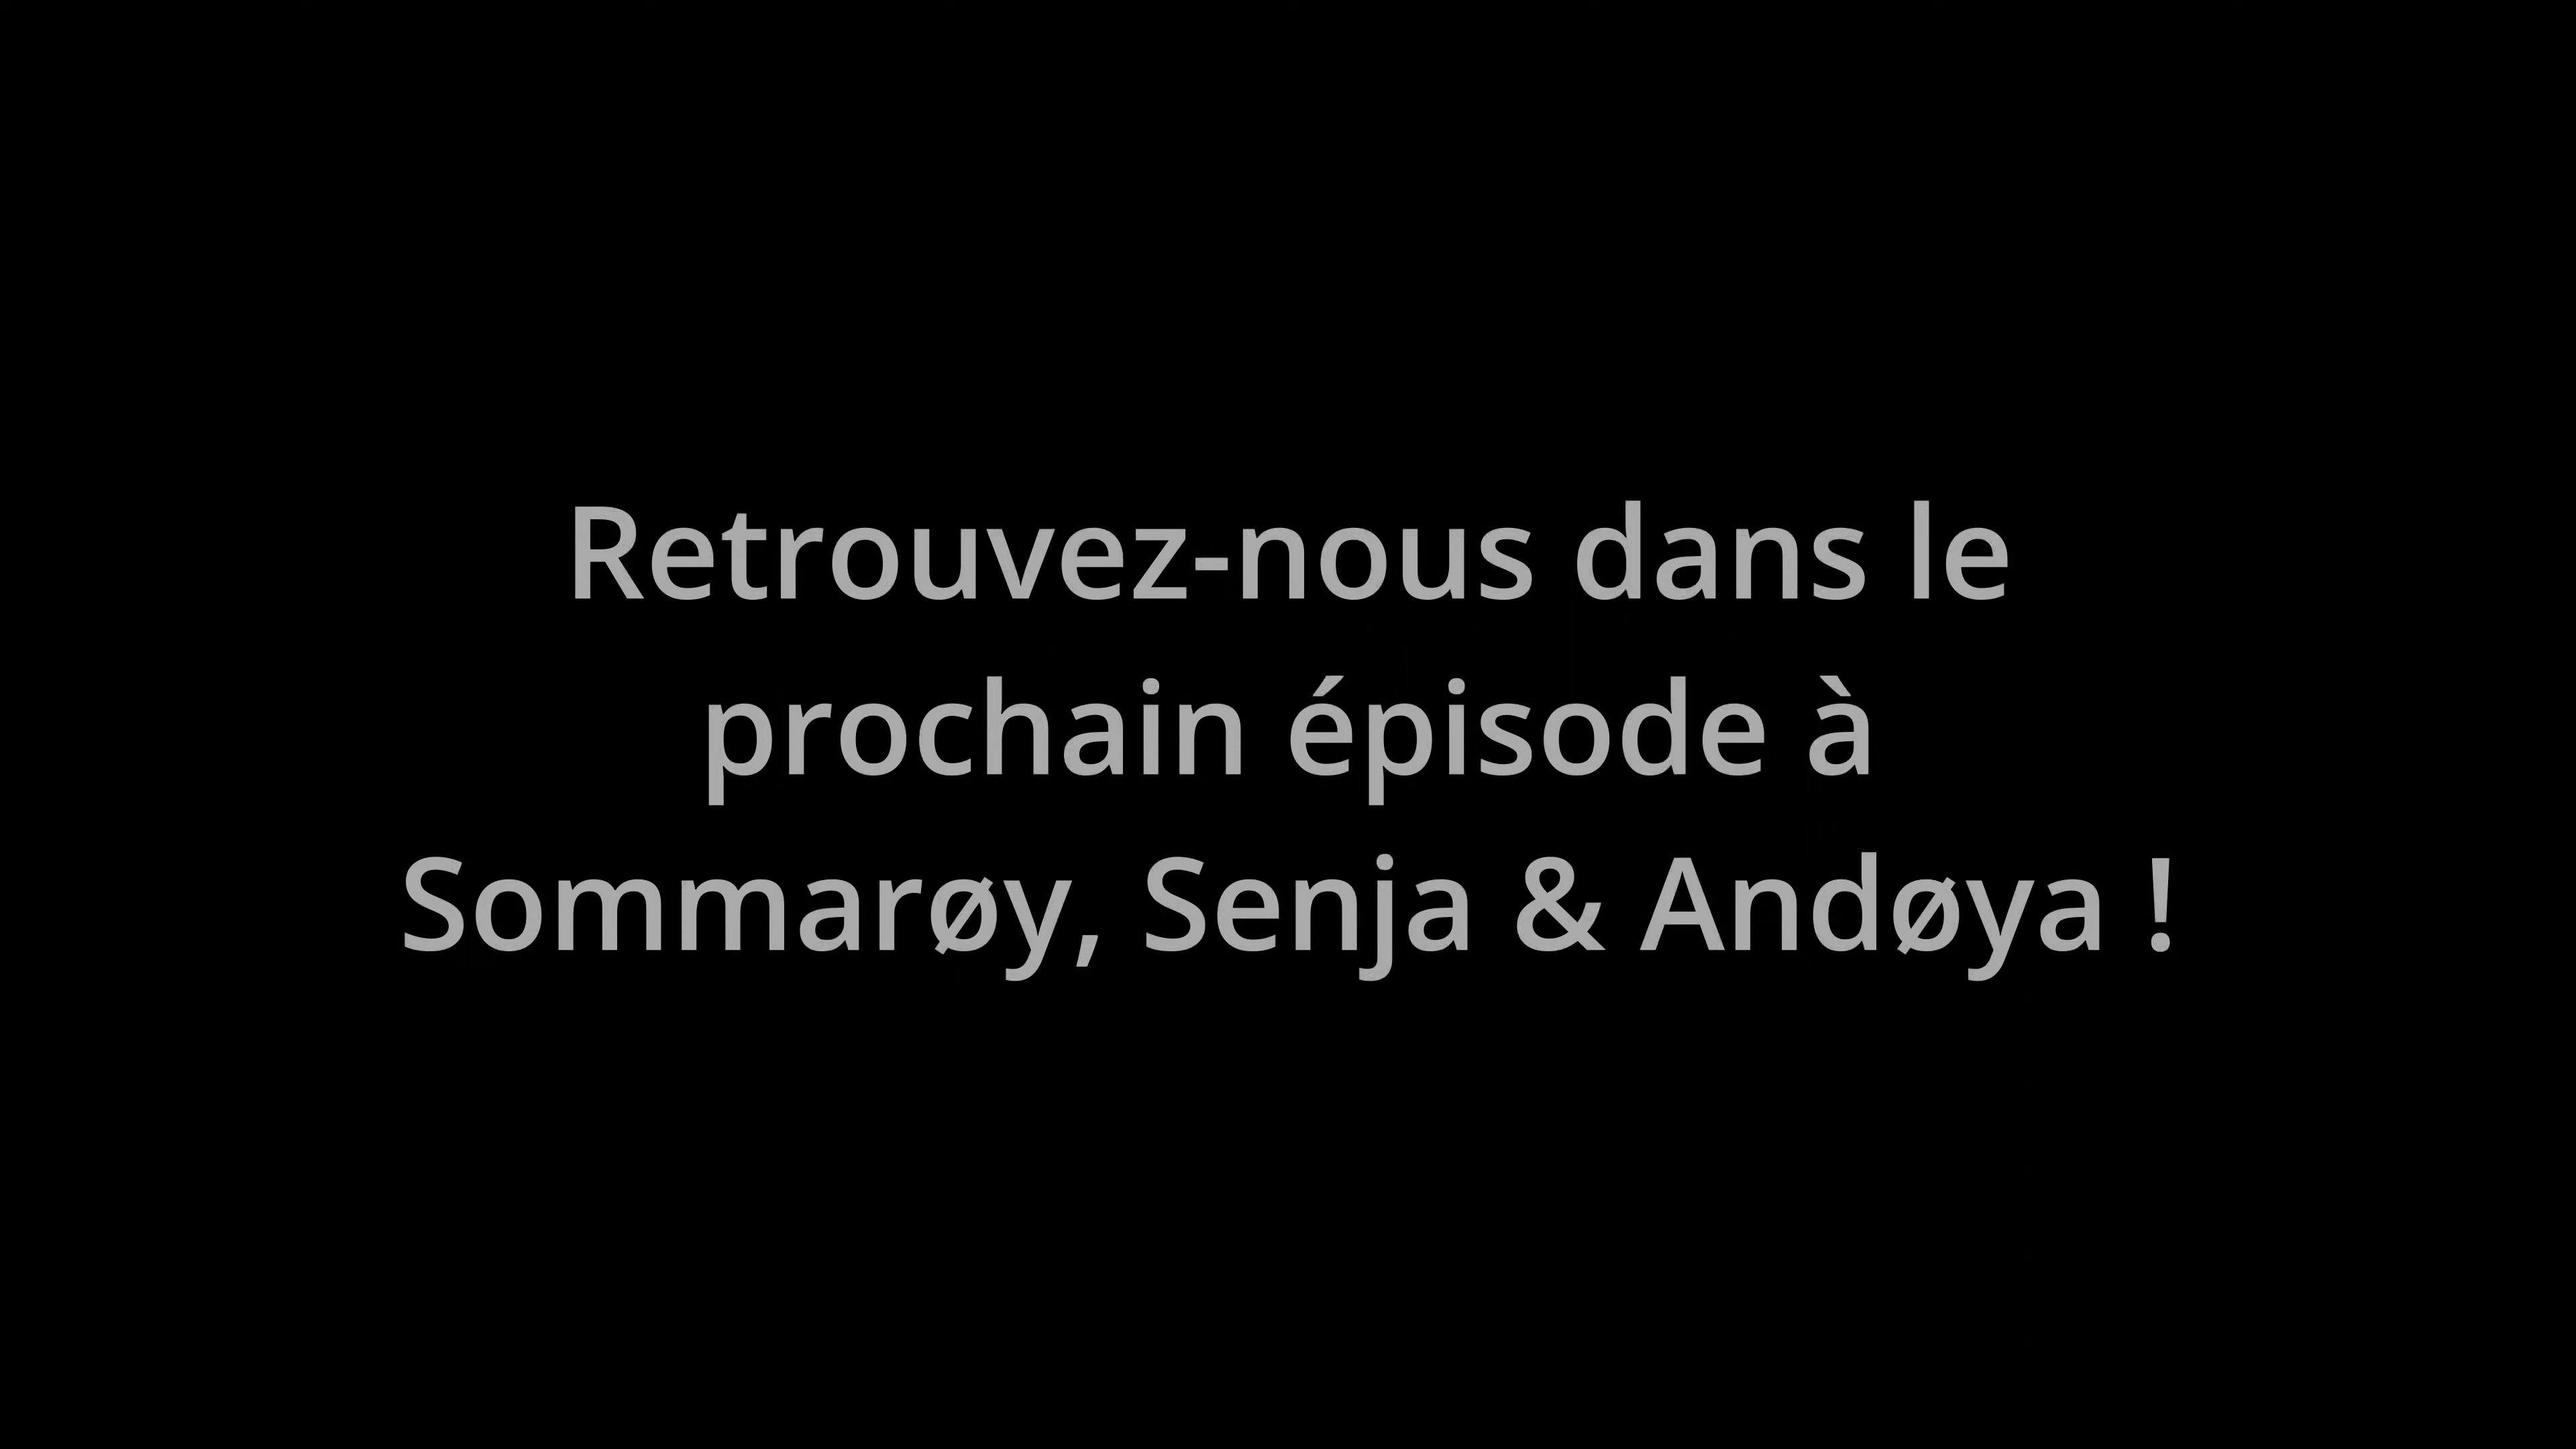 Retrouvez-nous dans le
prochain épisode à
Sommarøy, Senja & Andøya !